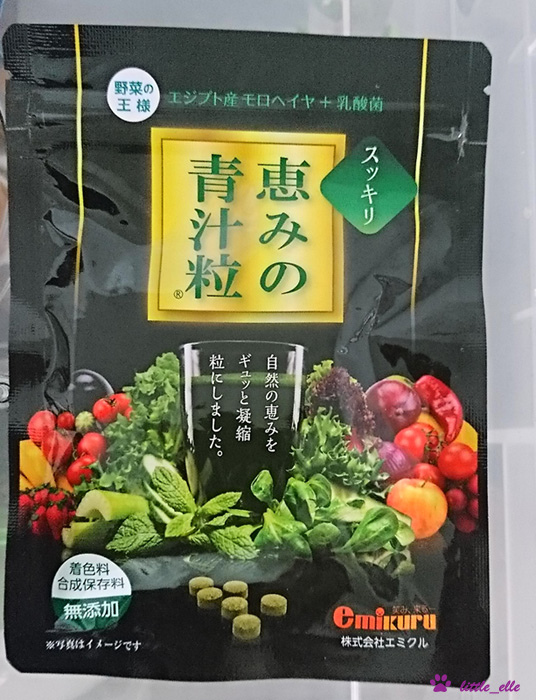 野菜の
王様
エジプト産 モロヘイヤ + 乳酸菌
スッキリ
恵みの
青汁粒®
自然の恵みを
ギュッと凝縮
粒にしました。
着色料
合成保存料
無添加
※写真はイメージです
笑み、来る
emikuru
株式会社エミクル
little_elle